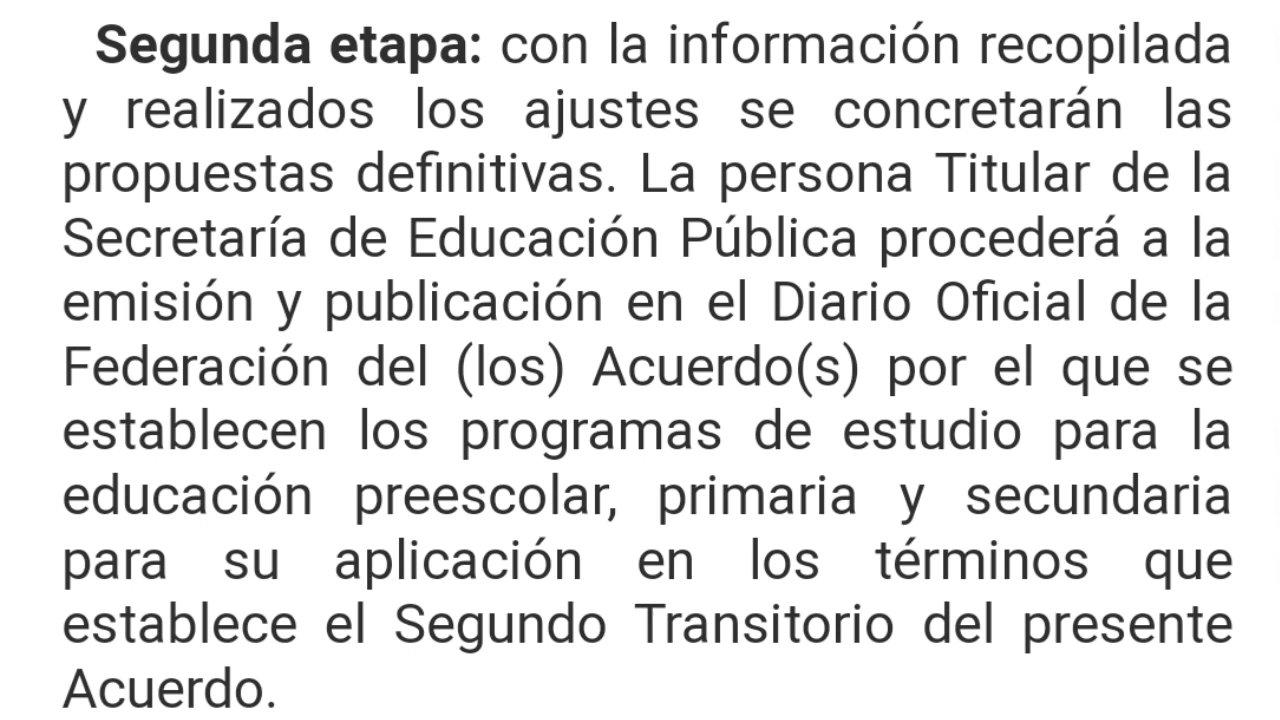 Segunda etapa: con la información recopilada
y realizados los ajustes se concretarán las
propuestas definitivas. La persona Titular de la
Secretaría de Educación Pública procederá a la
emisión y publicación en el Diario Oficial de la
Federación del (los) Acuerdo(s) por el que se
establecen los programas de estudio para la
educación preescolar, primaria y secundaria
para su aplicación en los términos que
establece el Segundo Transitorio del presente
Acuerdo.